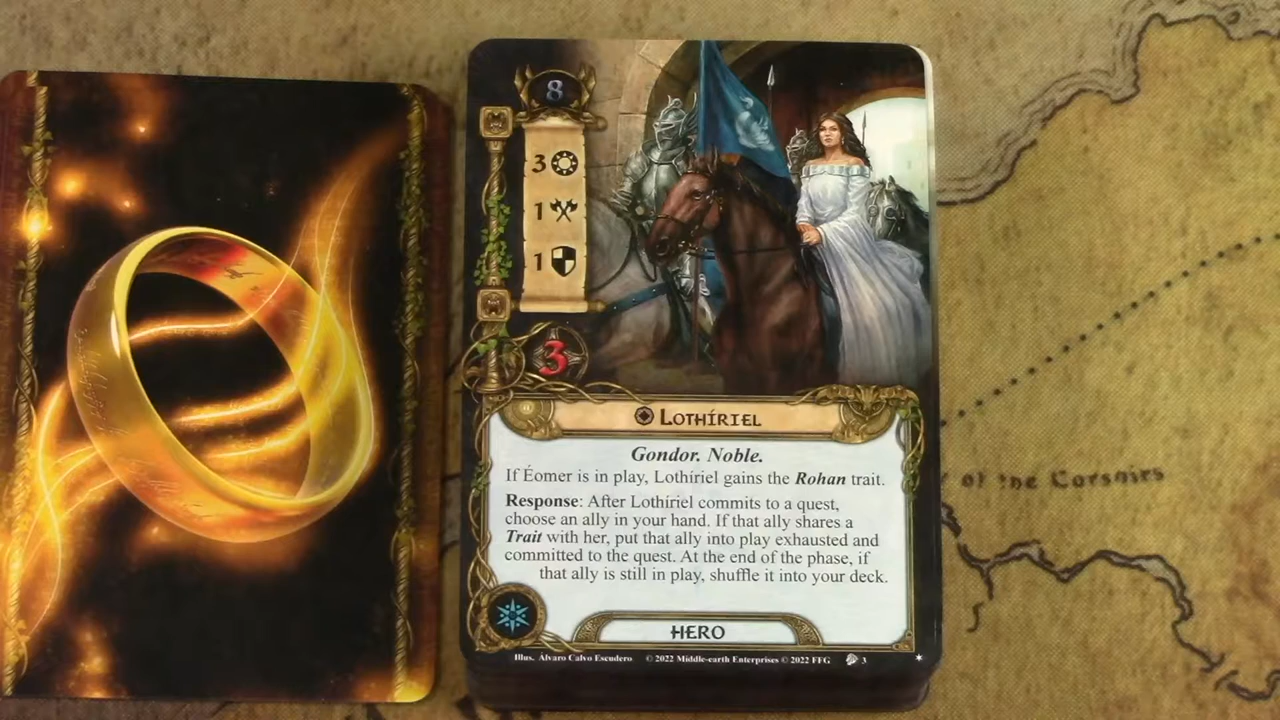 8
3
1
1
3
LOTHÍRIEL
Gondor. Noble.
If Éomer is in play, Lothíriel gains the Rohan trait.
Response: After Lothíriel commits to a quest,
choose an ally in your hand. If that ally shares a
Trait with her, put that ally into play exhausted and
committed to the quest. At the end of the phase, if
that ally is still in play, shuffle it into your deck.
HERO
Illus. Álvaro Calvo Escudero © 2022 Middle-earth Enterprises © 2022 FFG 3
of the Corsairs